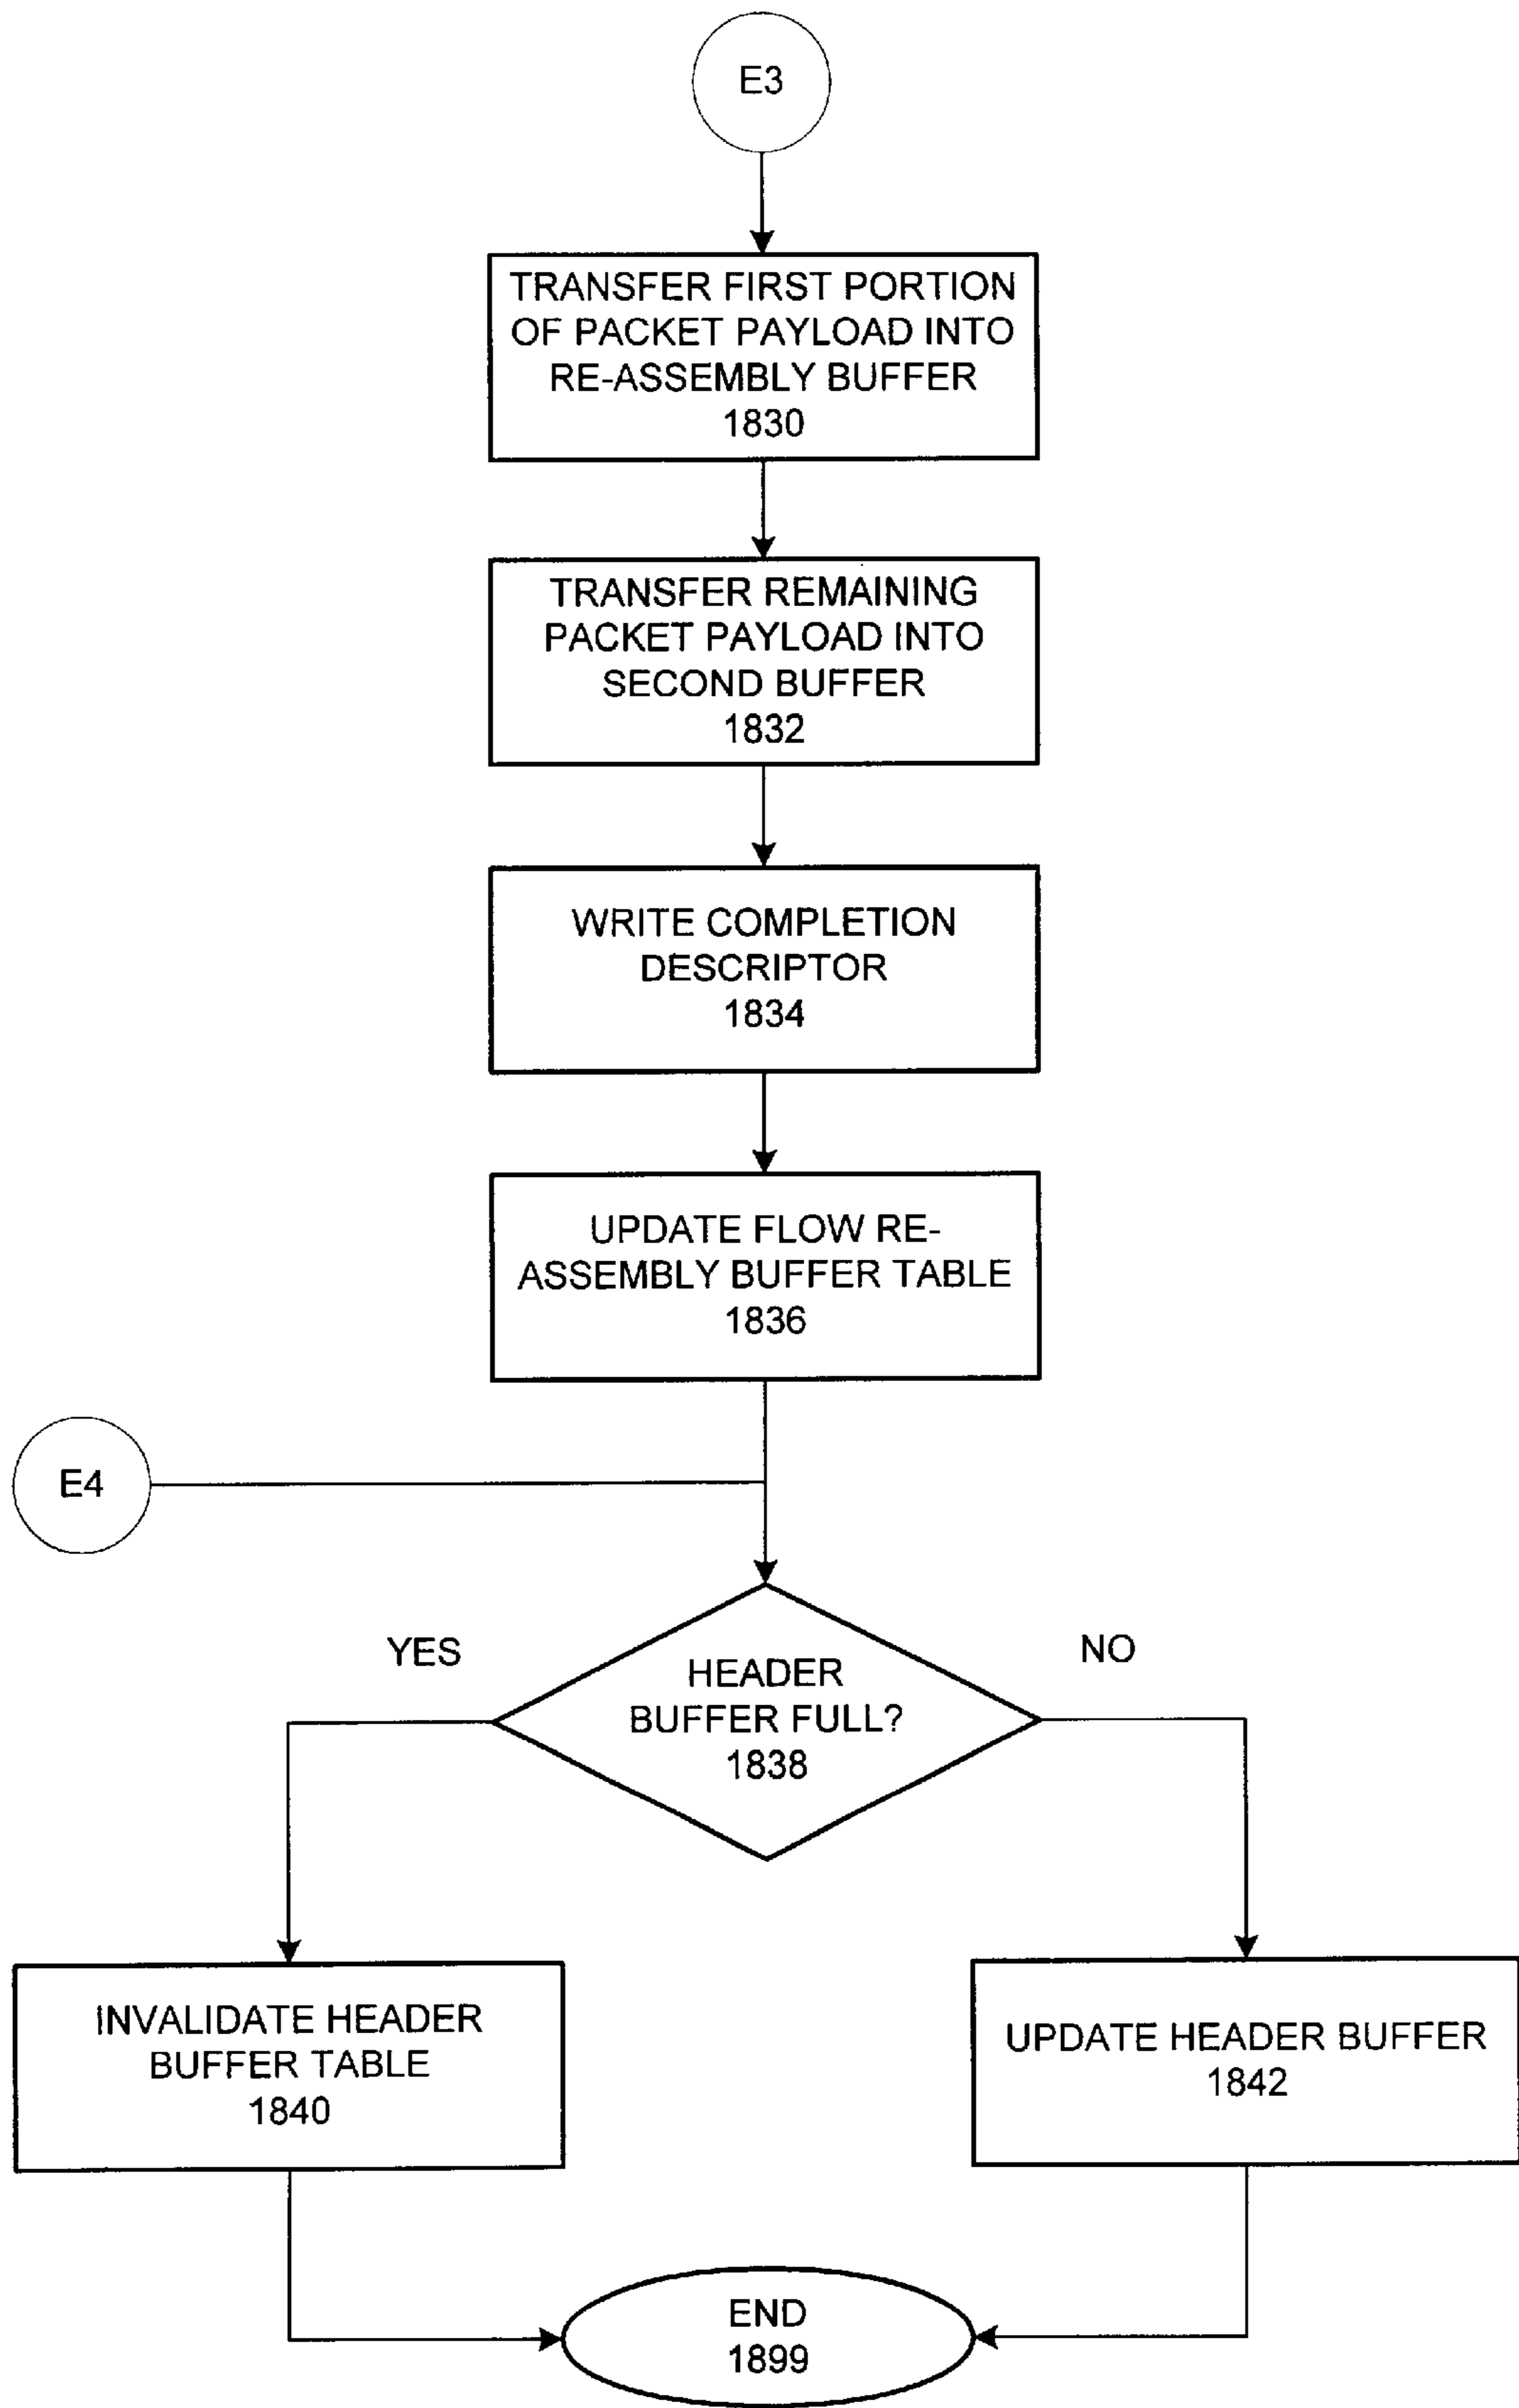 E3
TRANSFER FIRST PORTION
OF PACKET PAYLOAD INTO
RE-ASSEMBLY BUFFER
1830
TRANSFER REMAINING
PACKET PAYLOAD INTO
SECOND BUFFER
1832
WRITE COMPLETION
DESCRIPTOR
1834
UPDATE FLOW RE-
ASSEMBLY BUFFER TABLE
1836
E4
YES
NO
HEADER
BUFFER FULL?
1838
INVALIDATE HEADER
BUFFER TABLE
1840
UPDATE HEADER BUFFER
1842
END
1899